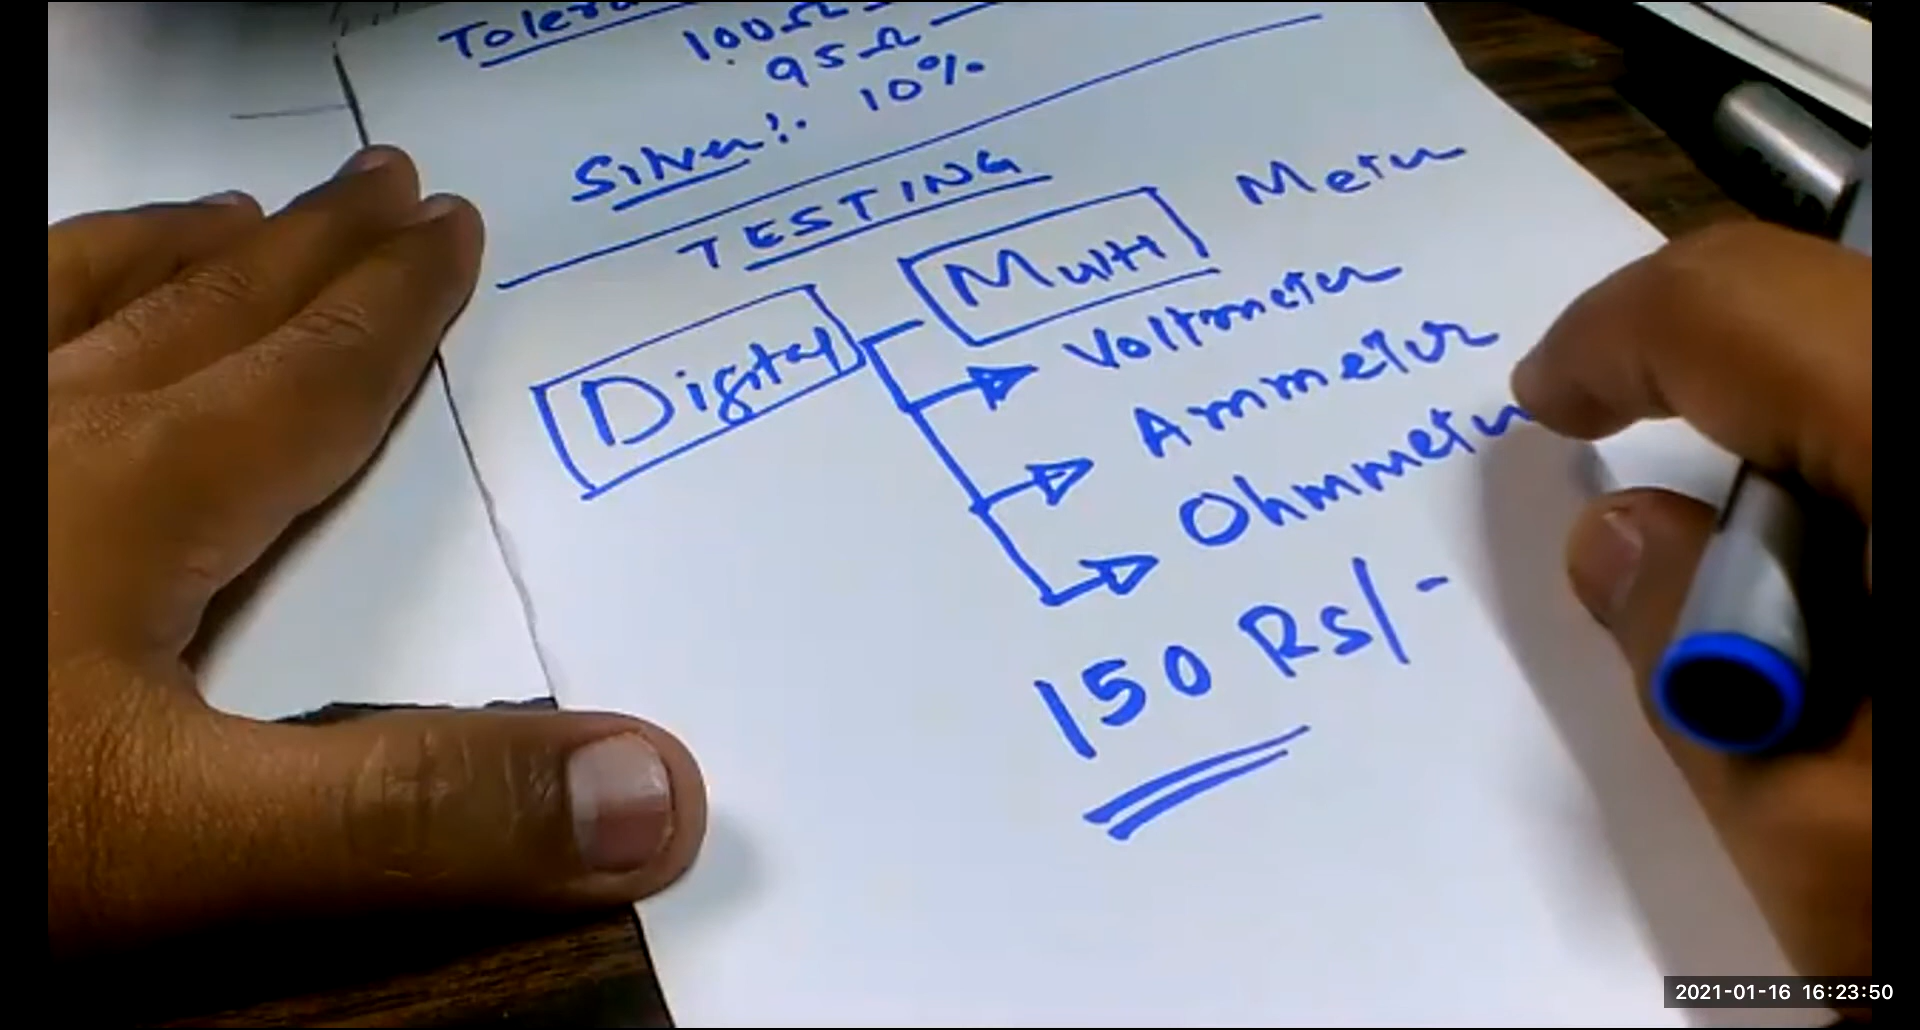 100Ω
95Ω
Silver:- 10%
TESTING
Digital Multi Meter
Voltmeter
Ammeter
Ohmmeter
150 Rs/-
2021-01-16 16:23:50